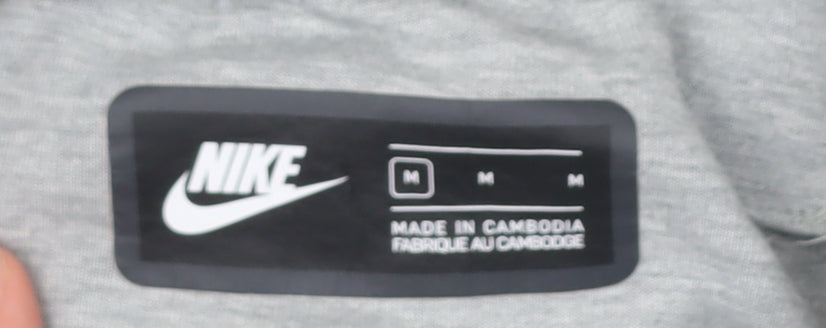 NIKE
M M M
MADE IN CAMBODIA
FABRIQUE AU CAMBODGE